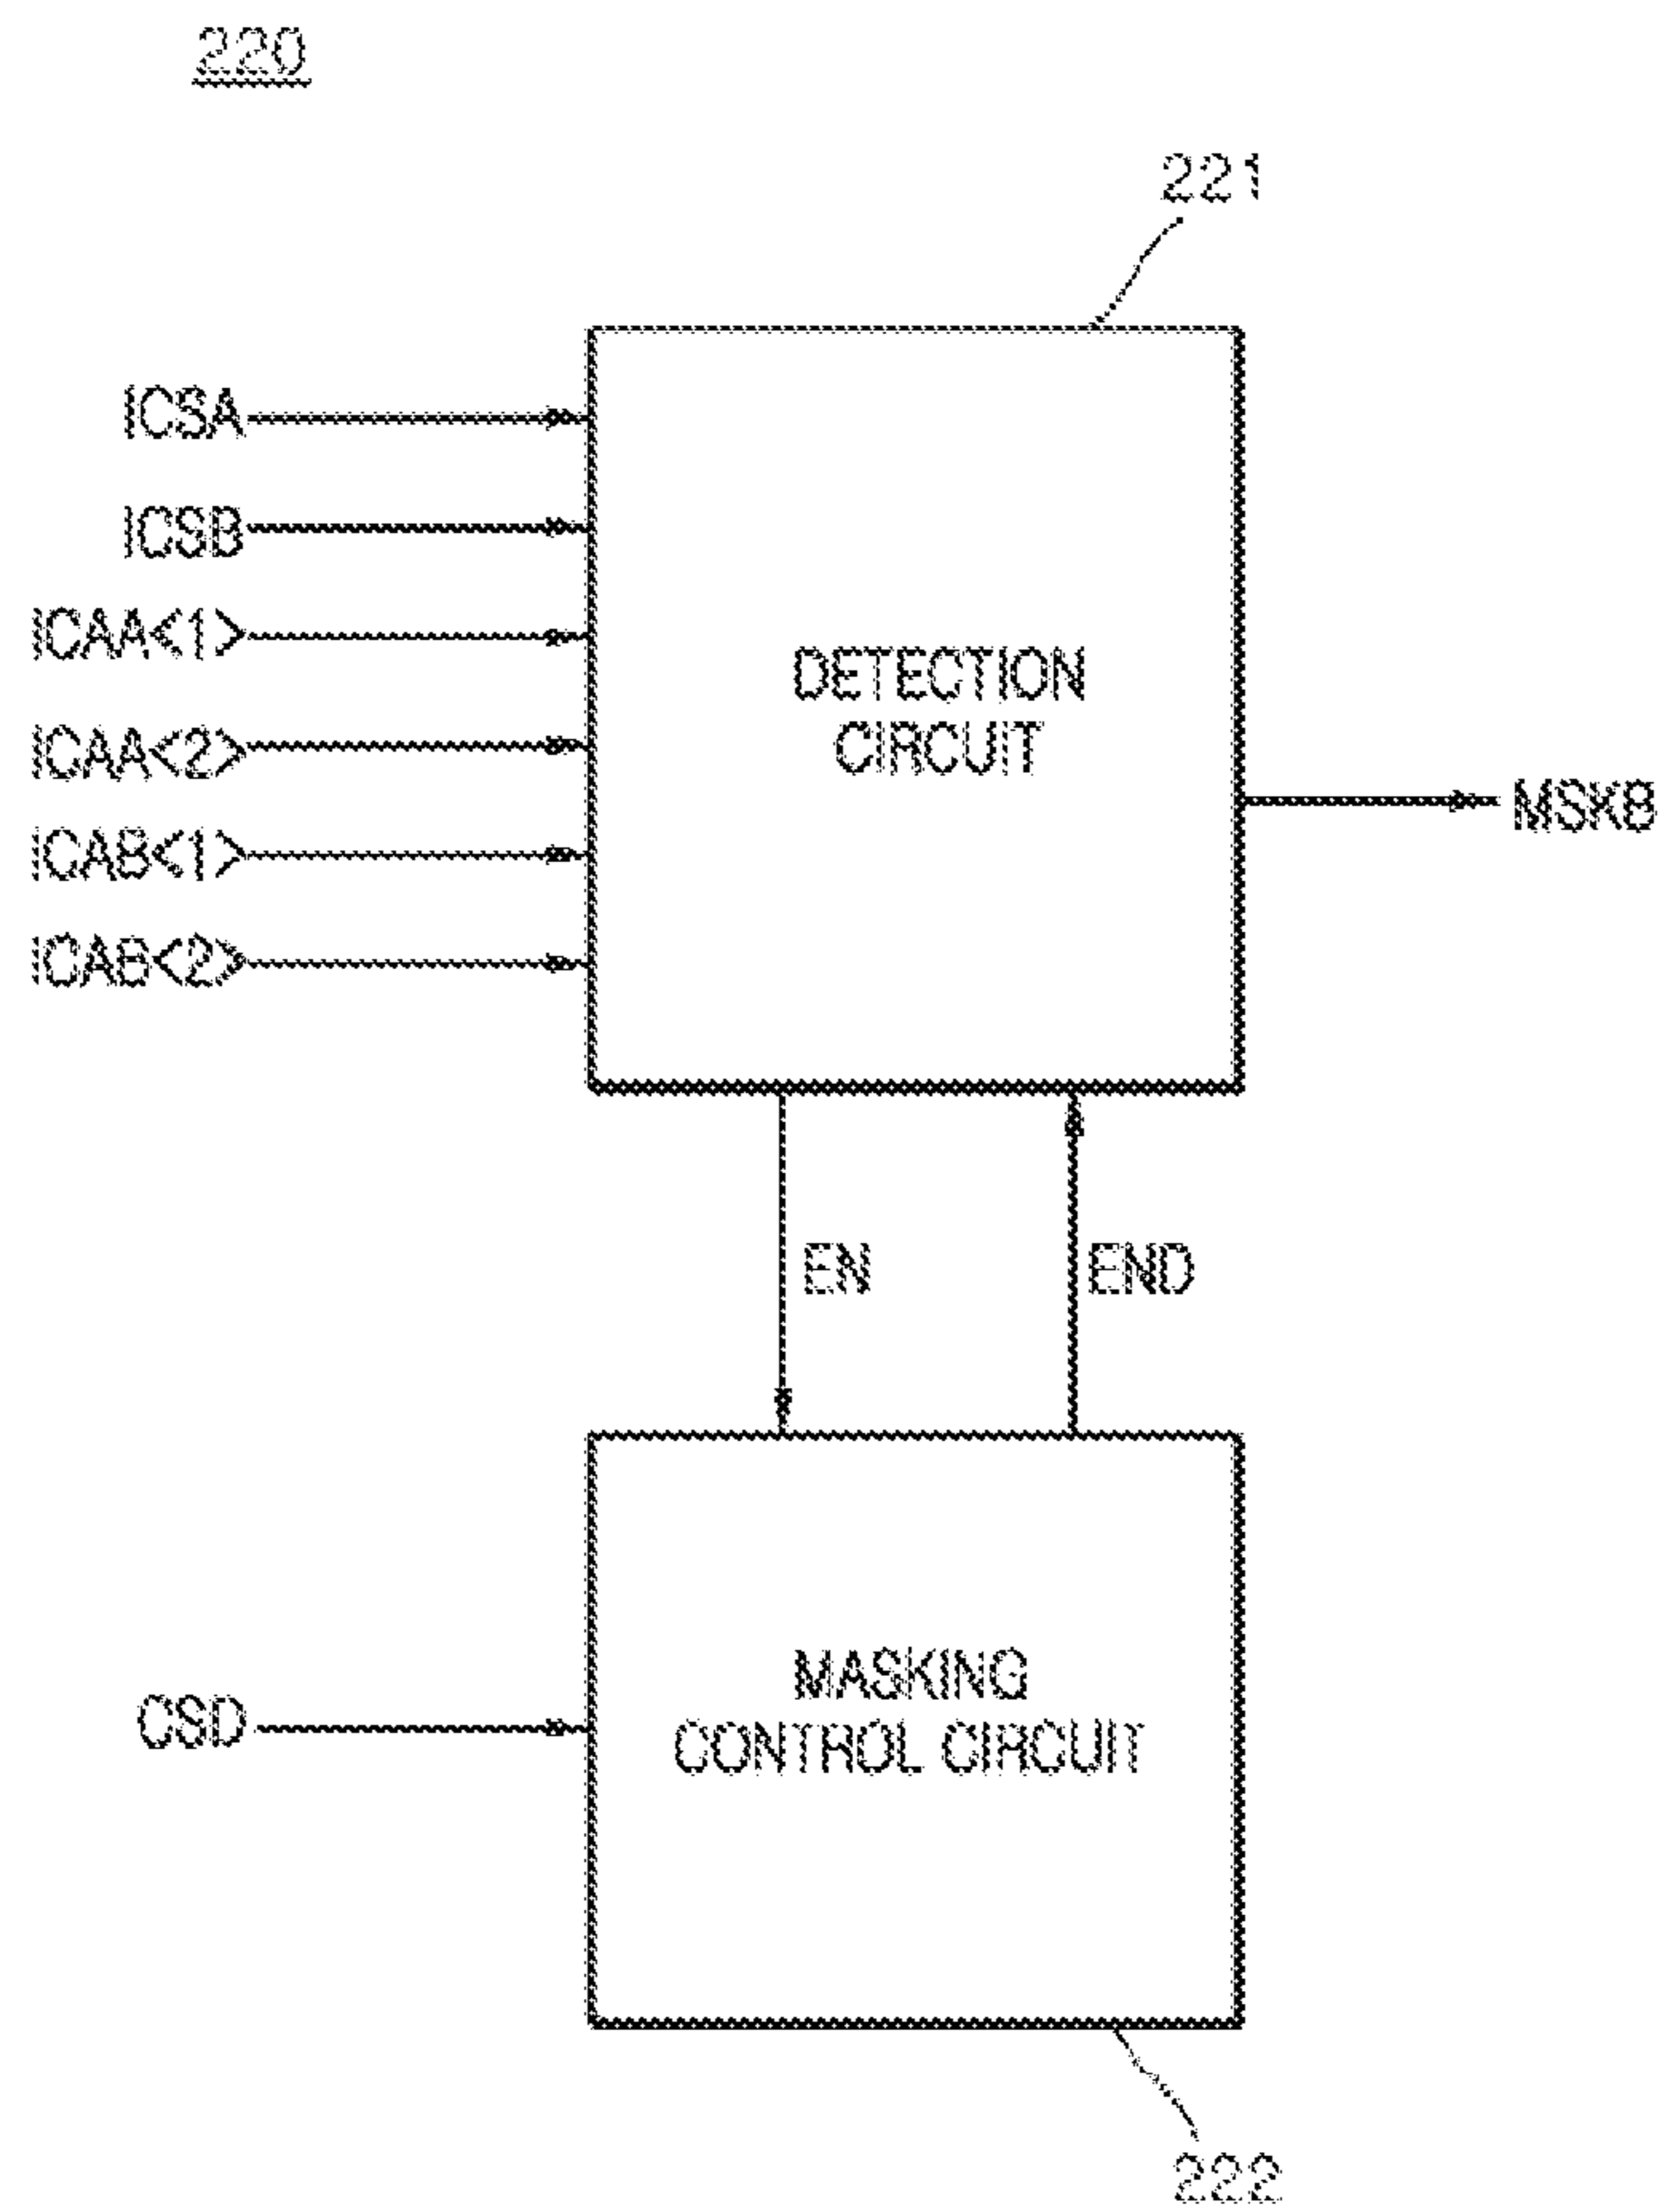 220
221
ICSA
ICSB
ICAA<1>
ICAA<2>
ICAB<1>
ICAB<2>
DETECTION
CIRCUIT
MSKB
EN
END
CSD
MASKING
CONTROL CIRCUIT
222